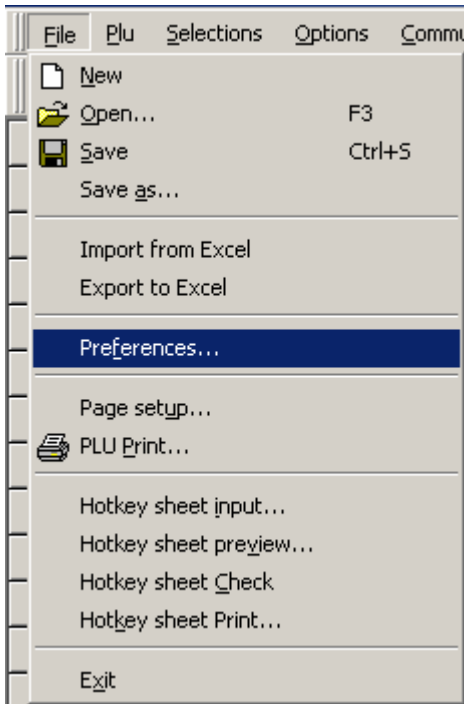 File Plu Selections Options Commu
New
Open... F3
Save Ctrl+S
Save as...
Import from Excel
Export to Excel
Preferences...
Page setup...
PLU Print...
Hotkey sheet input...
Hotkey sheet preview...
Hotkey sheet Check
Hotkey sheet Print...
Exit